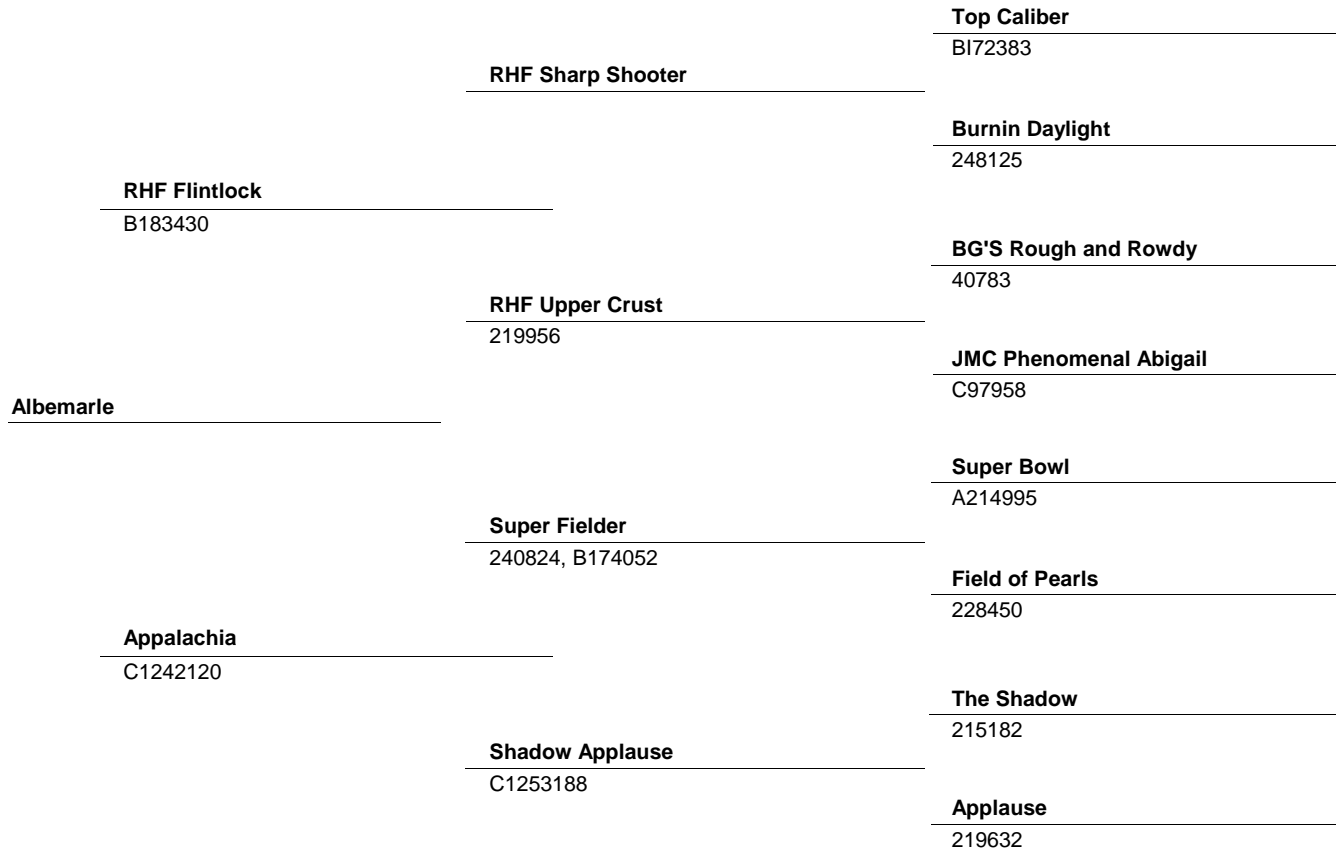 Top Caliber
BI72383
RHF Sharp Shooter
Burnin Daylight
248125
RHF Flintlock
B183430
BG'S Rough and Rowdy
40783
RHF Upper Crust
219956
JMC Phenomenal Abigail
C97958
Albemarle
Super Bowl
A214995
Super Fielder
240824, B174052
Field of Pearls
228450
Appalachia
C1242120
The Shadow
215182
Shadow Applause
C1253188
Applause
219632